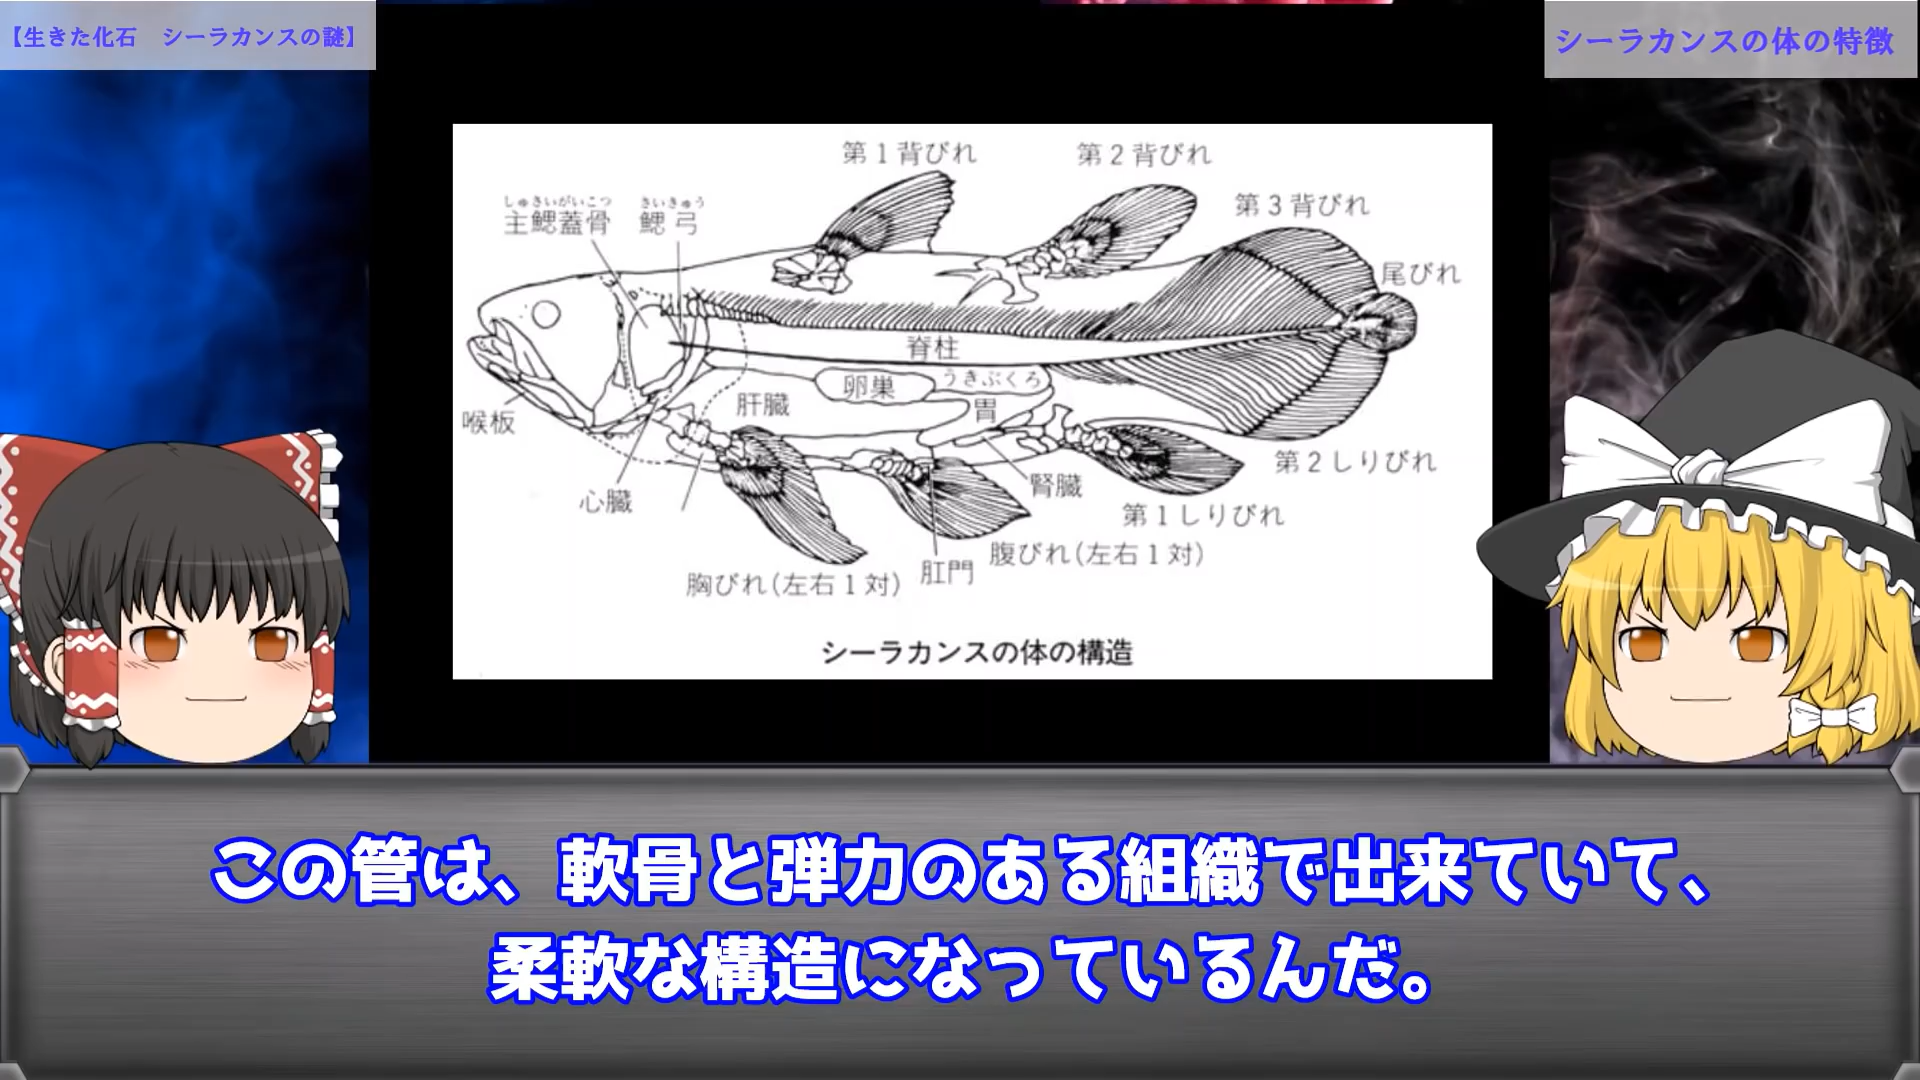 【生きた化石　シーラカンスの謎】
シーラカンスの体の特徴
第1背びれ
第2背びれ
第3背びれ
しゅさいがいこつ
主鰓蓋骨
さいきゅう
鰓弓
尾びれ
脊柱
卵巣
うきぶくろ
肝臓
胃
喉板
心臓
腎臓
第2しりびれ
第1しりびれ
腹びれ(左右1対)
肛門
胸びれ(左右1対)
シーラカンスの体の構造
この管は、軟骨と弾力のある組織で出来ていて、
柔軟な構造になっているんだ。